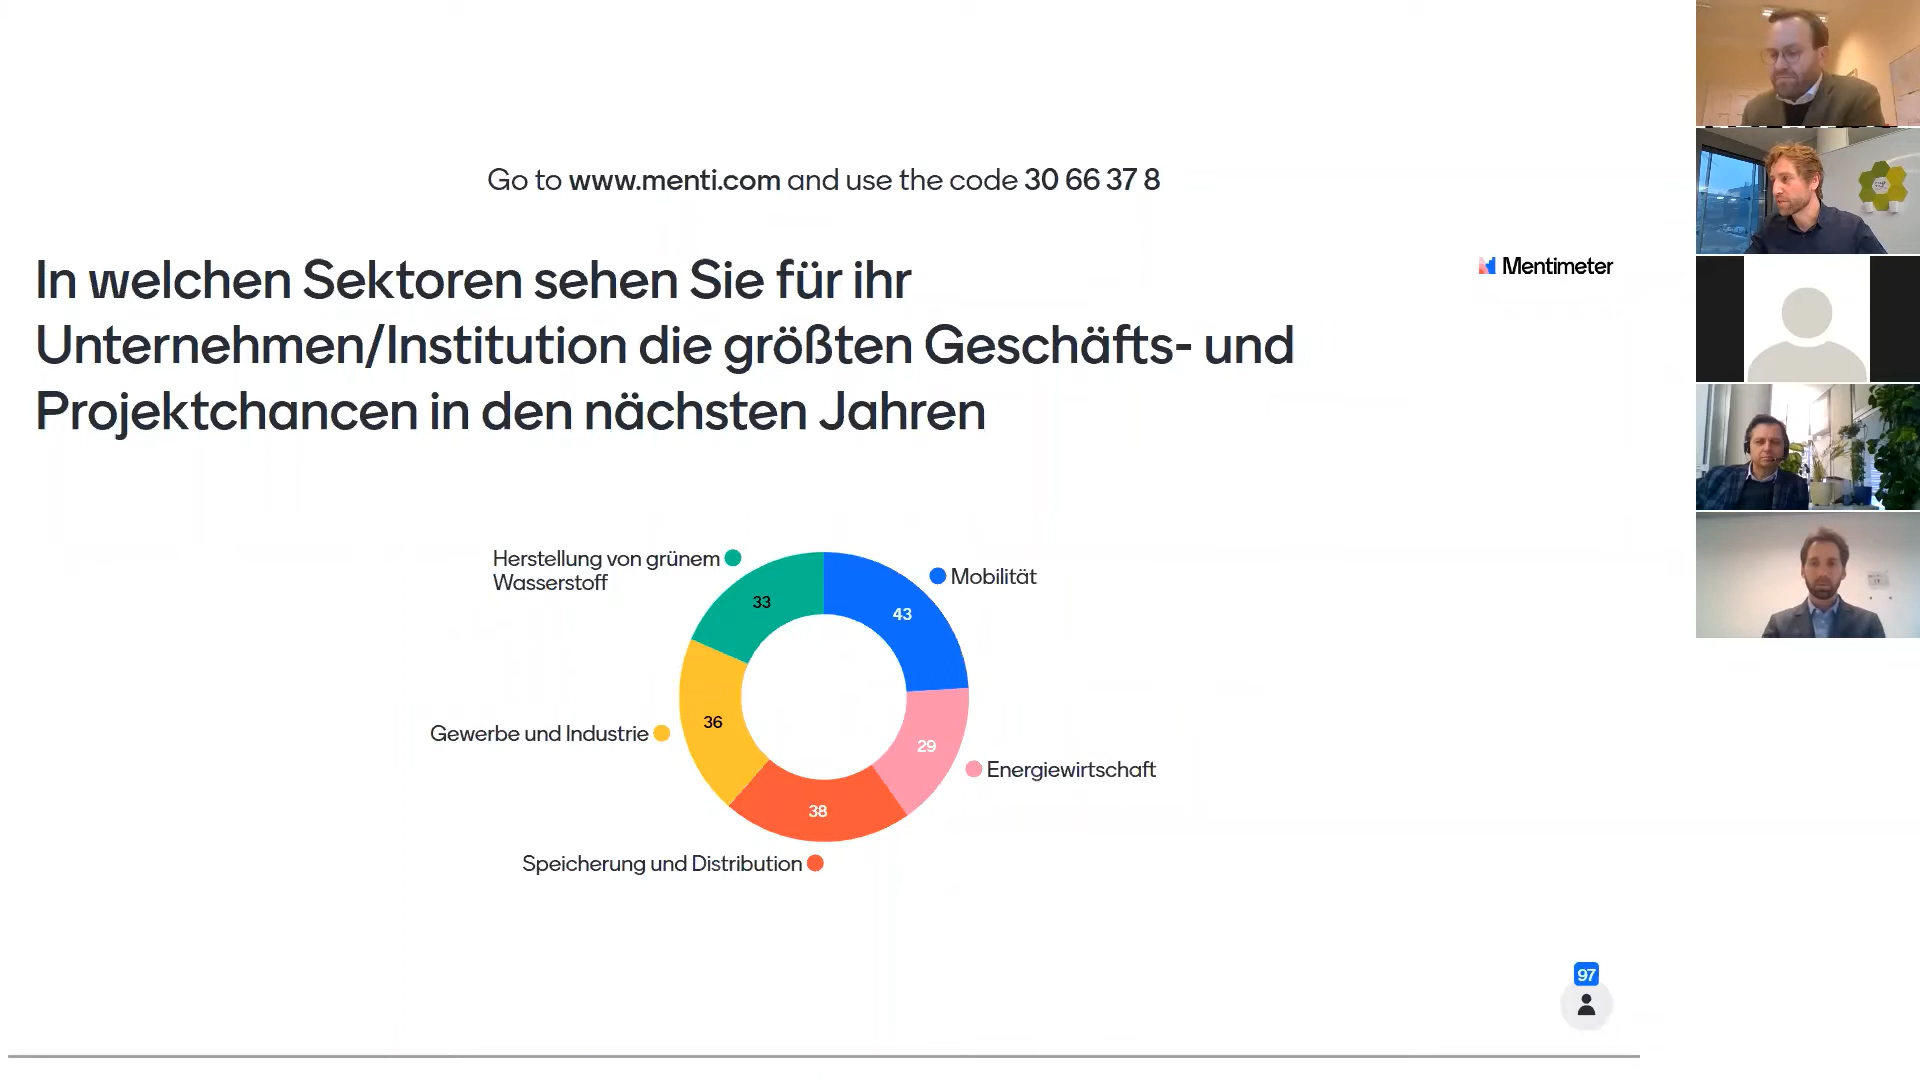 Go to www.menti.com and use the code 30 66 37 8
In welchen Sektoren sehen Sie für ihr
Unternehmen/Institution die größten Geschäfts- und
Projektchancen in den nächsten Jahren
Mentimeter
Herstellung von grünem
Wasserstoff
33
Mobilität
43
Gewerbe und Industrie
36
29
Energiewirtschaft
38
Speicherung und Distribution
97